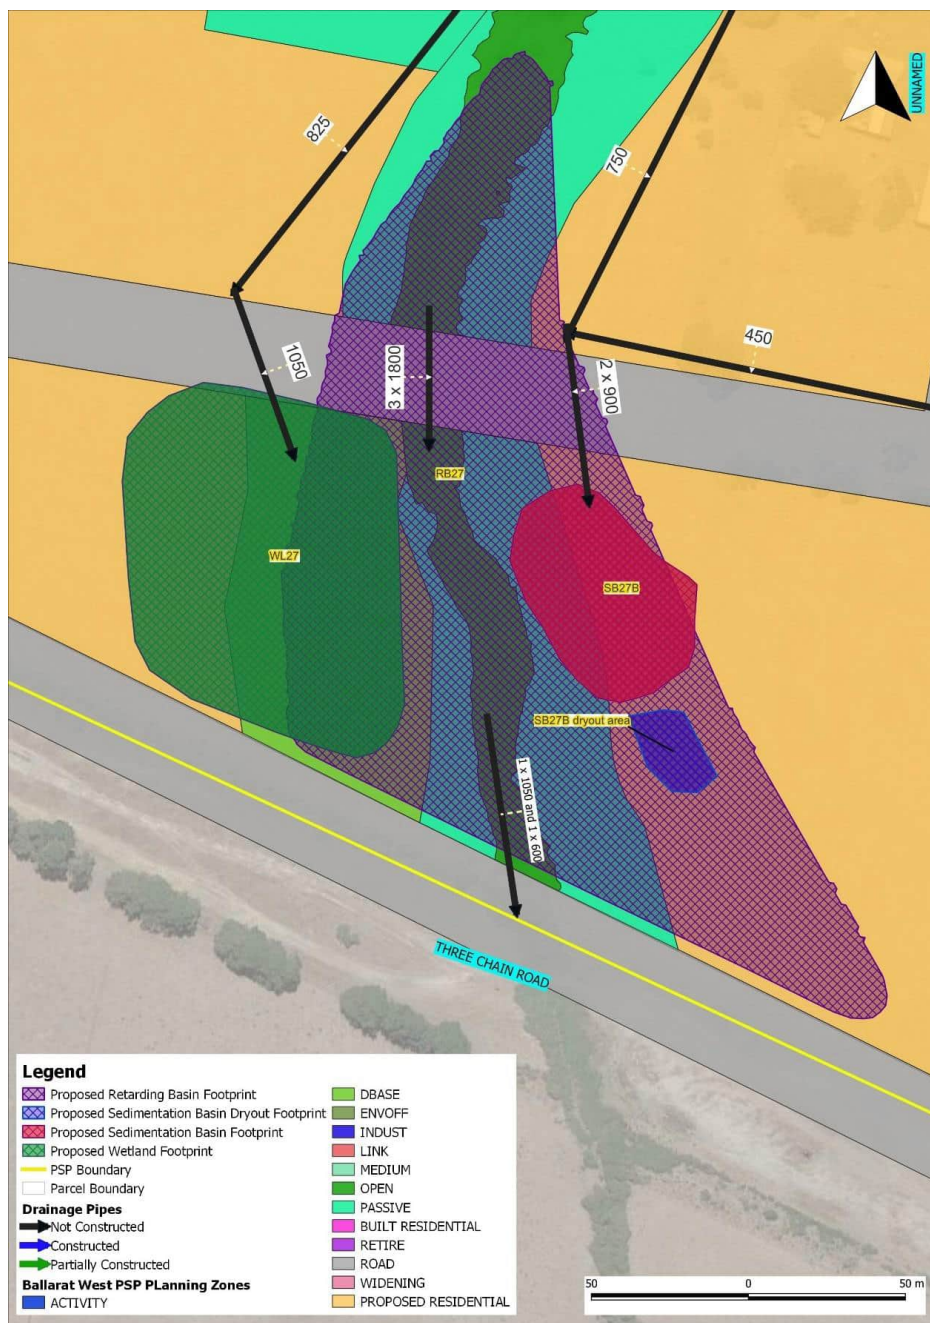 UNNAMED
825
750
450
1050
3 x 1800
2 x 900
RB27
WL27
SB27B
SB27B dryout area
1 x 1050 and 1 x 600
THREE CHAIN ROAD
Legend
Proposed Retarding Basin Footprint
Proposed Sedimentation Basin Dryout Footprint
Proposed Sedimentation Basin Footprint
Proposed Wetland Footprint
PSP Boundary
Parcel Boundary
Drainage Pipes
Not Constructed
Constructed
Partially Constructed
Ballarat West PSP PLanning Zones
ACTIVITY
DBASE
ENVOFF
INDUST
LINK
MEDIUM
OPEN
PASSIVE
BUILT RESIDENTIAL
RETIRE
ROAD
WIDENING
PROPOSED RESIDENTIAL
50 0 50 m